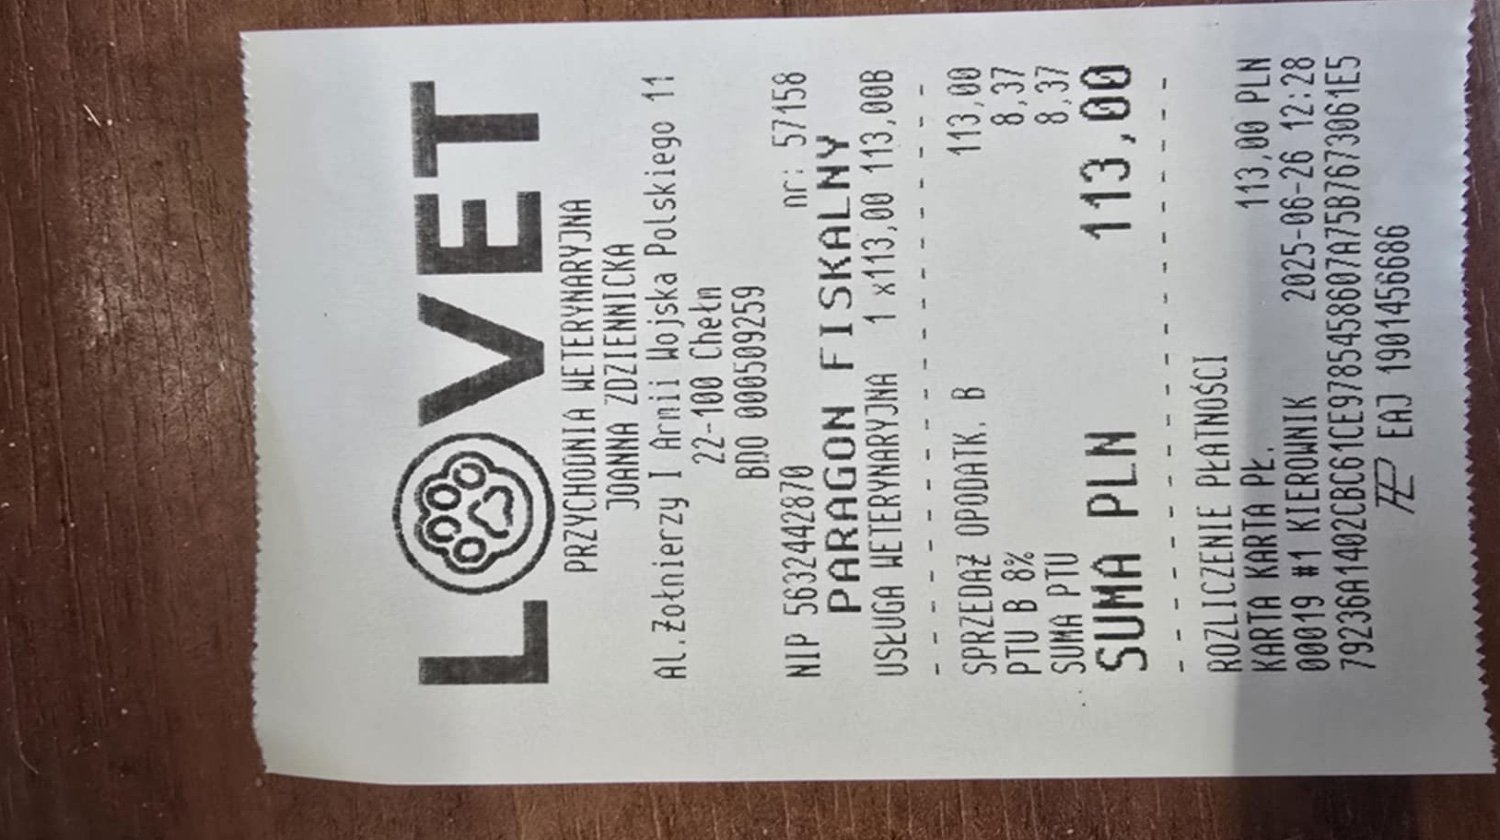 LOVET
PRZYCHODNIA WETERYNARYJNA
JOANNA ZDZIENNICKA
Al.Żołnierzy I Armii Wojska Polskiego 11
22-100 Chełm
BDO 000509259
NIP 5632442870 nr: 57158
PARAGON FISKALNY
USŁUGA WETERYNARYJNA 1 x113,00 113,00B
SPRZEDAŻ OPODATK. B 113,00
PTU B 8% 8,37
SUMA PTU 8,37
SUMA PLN 113,00
ROZLICZENIE PŁATNOŚCI
KARTA KARTA PŁ. 113,00 PLN
00019 #1 KIEROWNIK 2025-06-26 12:28
79236A1402CBC61CE9785458607A75B7673061E5
EAJ 1901456686